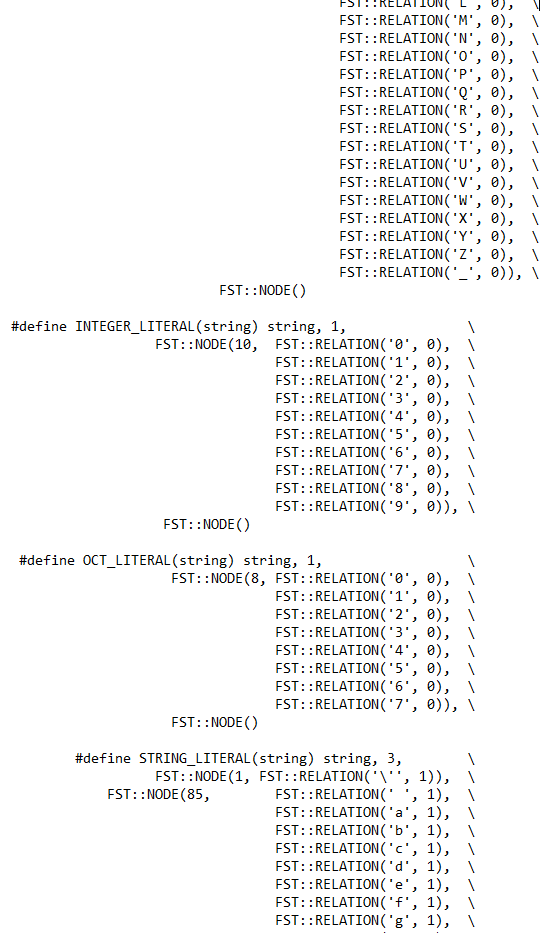 FST::RELATION('L', 0),  \
FST::RELATION('M', 0),  \
FST::RELATION('N', 0),  \
FST::RELATION('O', 0),  \
FST::RELATION('P', 0),  \
FST::RELATION('Q', 0),  \
FST::RELATION('R', 0),  \
FST::RELATION('S', 0),  \
FST::RELATION('T', 0),  \
FST::RELATION('U', 0),  \
FST::RELATION('V', 0),  \
FST::RELATION('W', 0),  \
FST::RELATION('X', 0),  \
FST::RELATION('Y', 0),  \
FST::RELATION('Z', 0),  \
FST::RELATION('_', 0)), \
FST::NODE()
#define INTEGER_LITERAL(string) string, 1, \
FST::NODE(10,  FST::RELATION('0', 0),  \
FST::RELATION('1', 0),  \
FST::RELATION('2', 0),  \
FST::RELATION('3', 0),  \
FST::RELATION('4', 0),  \
FST::RELATION('5', 0),  \
FST::RELATION('6', 0),  \
FST::RELATION('7', 0),  \
FST::RELATION('8', 0),  \
FST::RELATION('9', 0)), \
FST::NODE()
#define OCT_LITERAL(string) string, 1, \
FST::NODE(8, FST::RELATION('0', 0),  \
FST::RELATION('1', 0),  \
FST::RELATION('2', 0),  \
FST::RELATION('3', 0),  \
FST::RELATION('4', 0),  \
FST::RELATION('5', 0),  \
FST::RELATION('6', 0),  \
FST::RELATION('7', 0)), \
FST::NODE()
#define STRING_LITERAL(string) string, 3, \
FST::NODE(1, FST::RELATION('\'', 1)),  \
FST::NODE(85, FST::RELATION(' ', 1),  \
FST::RELATION('a', 1),  \
FST::RELATION('b', 1),  \
FST::RELATION('c', 1),  \
FST::RELATION('d', 1),  \
FST::RELATION('e', 1),  \
FST::RELATION('f', 1),  \
FST::RELATION('g', 1),  \